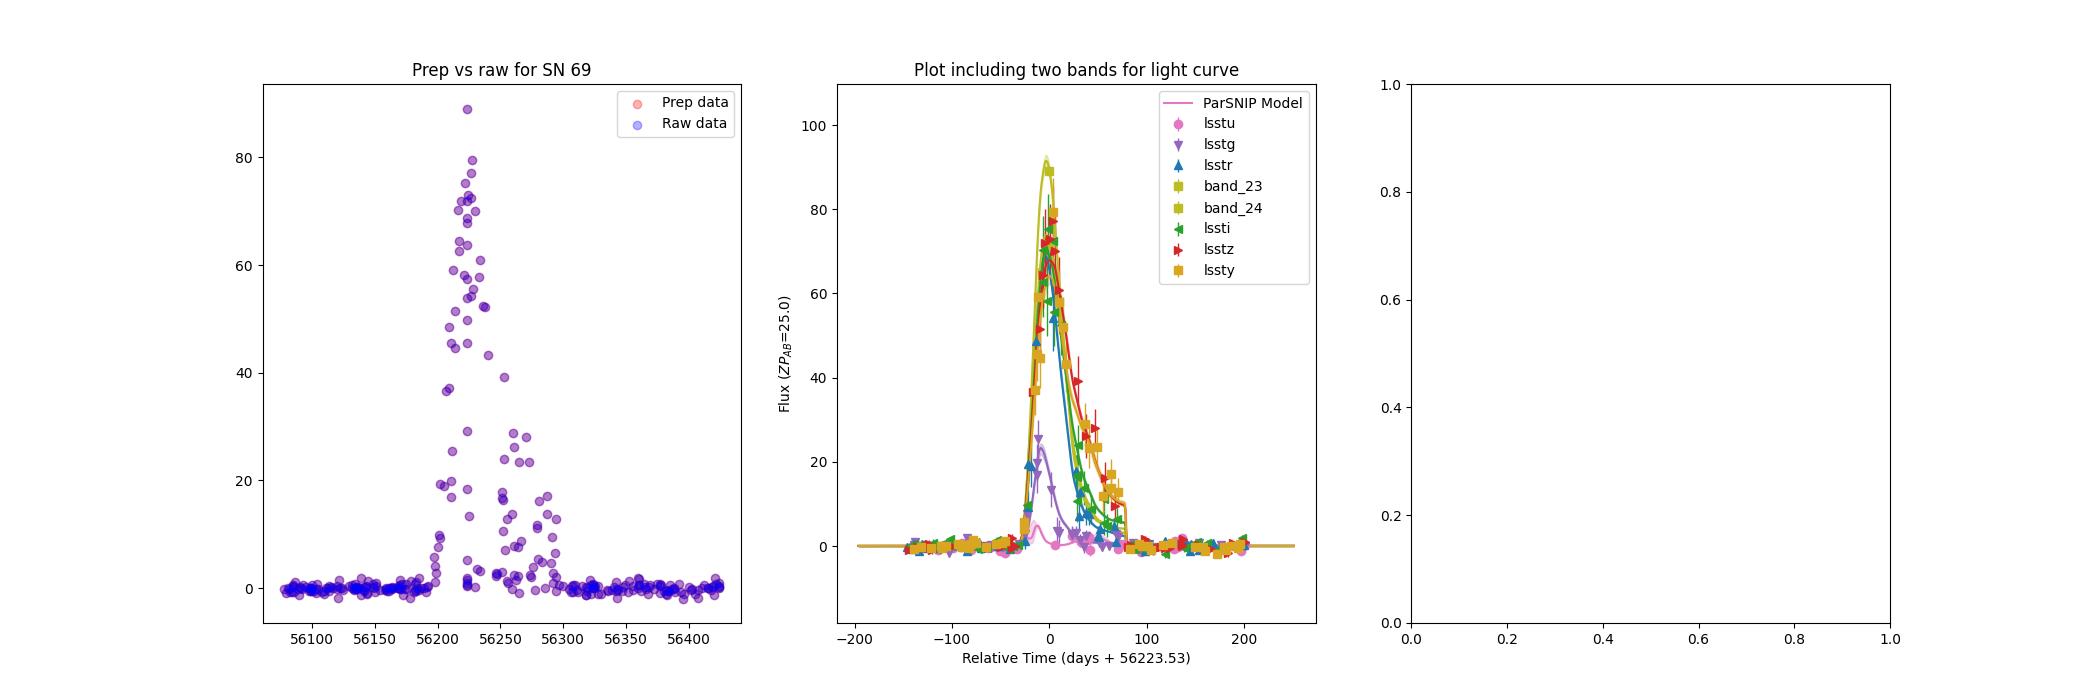 Prep vs raw for SN 69
Prep data
Raw data
80
60
40
20
0
56100 56150 56200 56250 56300 56350 56400
Plot including two bands for light curve
ParSNIP Model
lsstu
lsstg
lsstr
band_23
band_24
lssti
lsstz
lssty
Flux (ZP_AB=25.0)
100
80
60
40
20
0
−200 −100 0 100 200
Relative Time (days + 56223.53)
1.0
0.8
0.6
0.4
0.2
0.0
0.0 0.2 0.4 0.6 0.8 1.0